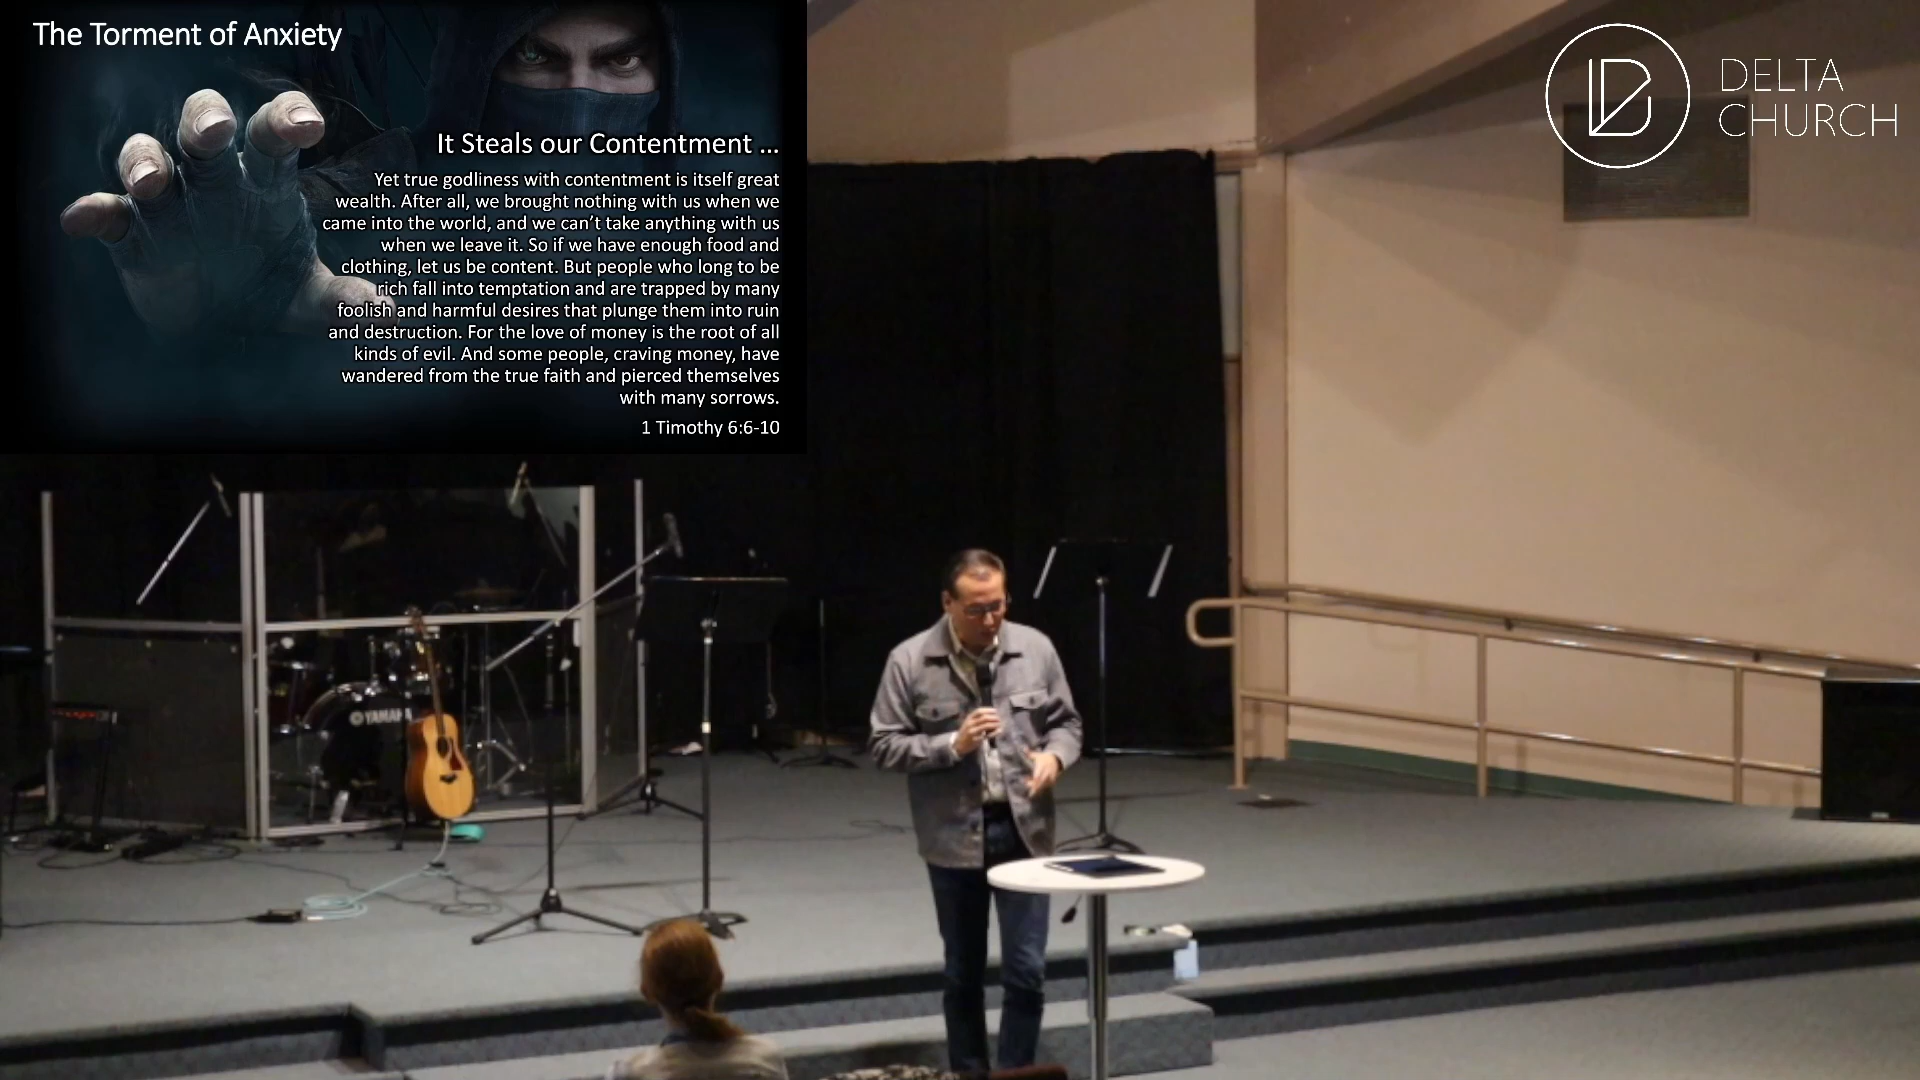 The Torment of Anxiety
It Steals our Contentment ...
Yet true godliness with contentment is itself great
wealth. After all, we brought nothing with us when we
came into the world, and we can’t take anything with us
when we leave it. So if we have enough food and
clothing, let us be content. But people who long to be
rich fall into temptation and are trapped by many
foolish and harmful desires that plunge them into ruin
and destruction. For the love of money is the root of all
kinds of evil. And some people, craving money, have
wandered from the true faith and pierced themselves
with many sorrows.
1 Timothy 6:6-10
DELTA
CHURCH
YAMAHA